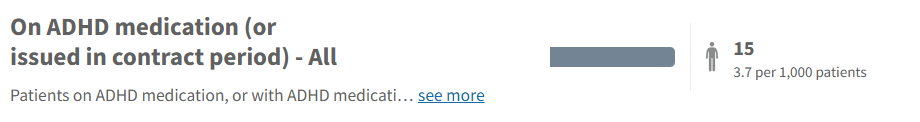 On ADHD medication (or
issued in contract period) - All
Patients on ADHD medication, or with ADHD medicati… see more
15
3.7 per 1,000 patients